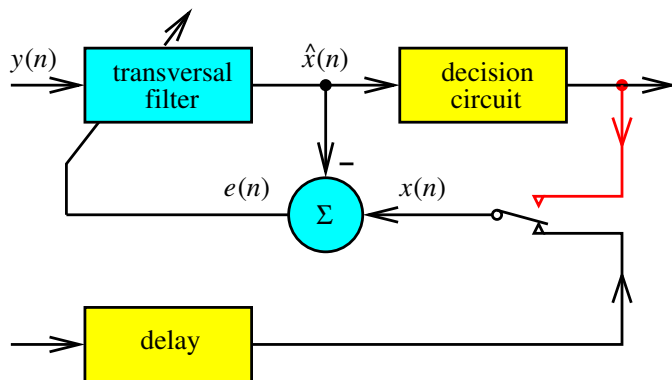 y(n)
transversal
filter
x̂(n)
decision
circuit
−
e(n)
Σ
x(n)
delay